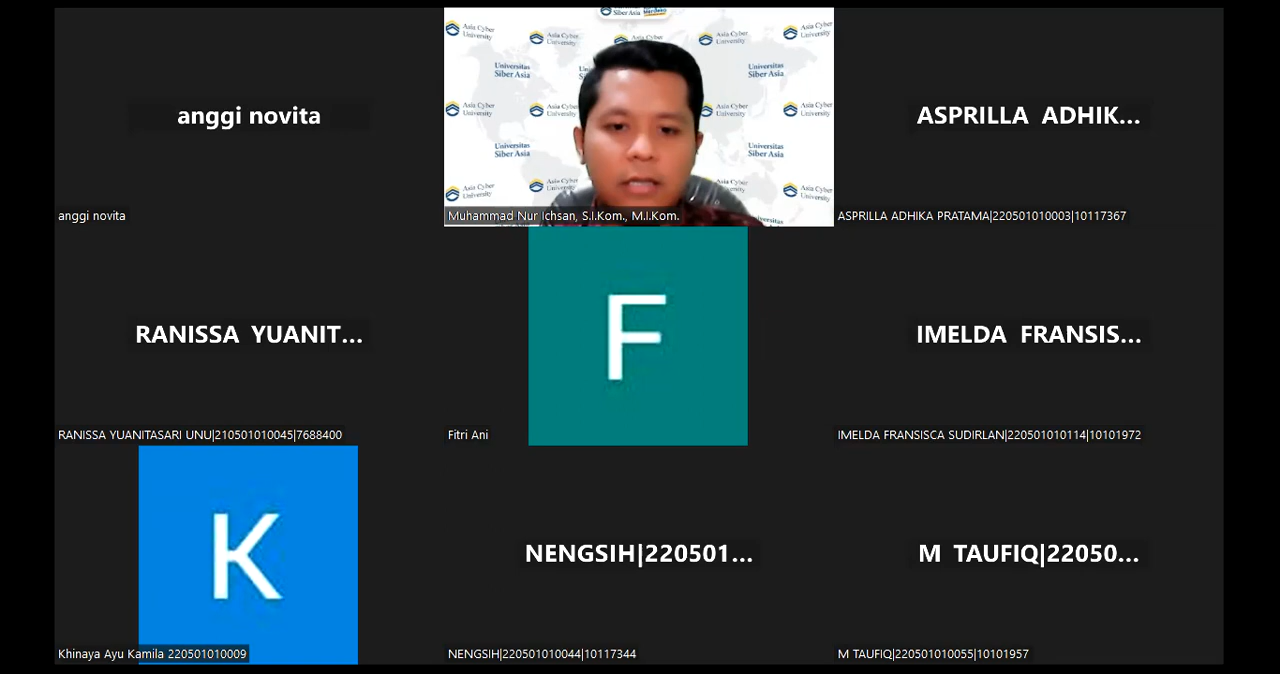 anggi novita
anggi novita
Asia Cyber University
Universitas Siber Asia
Muhammad Nur Ichsan, S.I.Kom., M.I.Kom.
ASPRILLA ADHIK...
ASPRILLA ADHIKA PRATAMA|220501010003|10117367
RANISSA YUANIT...
RANISSA YUANITASARI UNU|210501010045|7688400
F
Fitri Ani
IMELDA FRANSIS...
IMELDA FRANSISCA SUDIRLAN|220501010114|10101972
K
Khinaya Ayu Kamila 220501010009
NENGSIH|220501...
NENGSIH|220501010044|10117344
M TAUFIQ|22050...
M TAUFIQ|220501010055|10101957